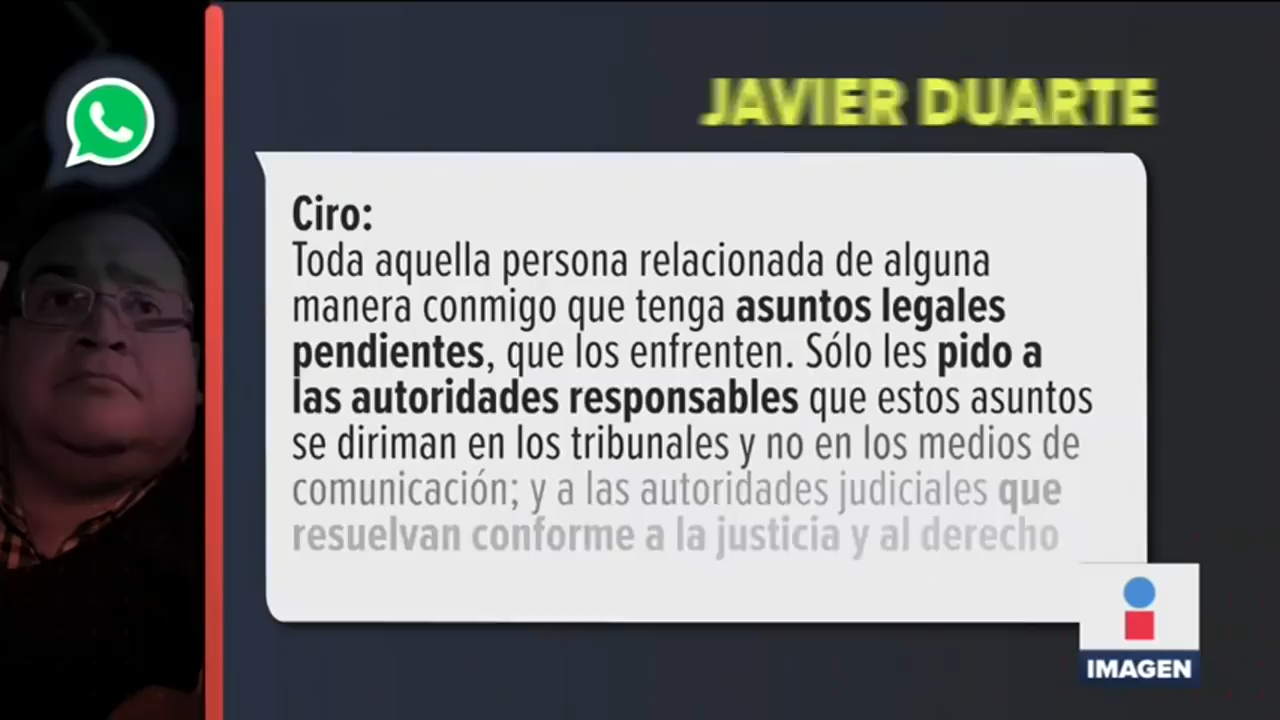 JAVIER DUARTE
Ciro:
Toda aquella persona relacionada de alguna
manera conmigo que tenga asuntos legales
pendientes, que los enfrenten. Sólo les pido a
las autoridades responsables que estos asuntos
se diriman en los tribunales y no en los medios de
comunicación; y a las autoridades judiciales que
resuelvan conforme a la justicia y al derecho
IMAGEN